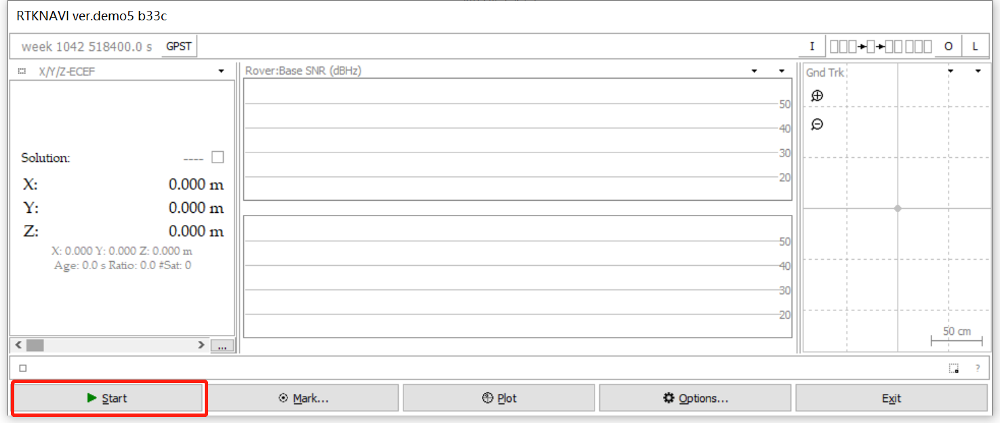 RTKNAVI ver.demo5 b33c
week 1042 518400.0 s GPST I O L
X/Y/Z-ECEF
Rover:Base SNR (dBHz)
Gnd Trk
50
40
30
20
Solution: ----
X: 0.000 m
Y: 0.000 m
Z: 0.000 m
X: 0.000 Y: 0.000 Z: 0.000 m
Age: 0.0 s Ratio: 0.0 #Sat: 0
50
40
30
20
50 cm
...
?
Start Mark... Plot Options... Exit